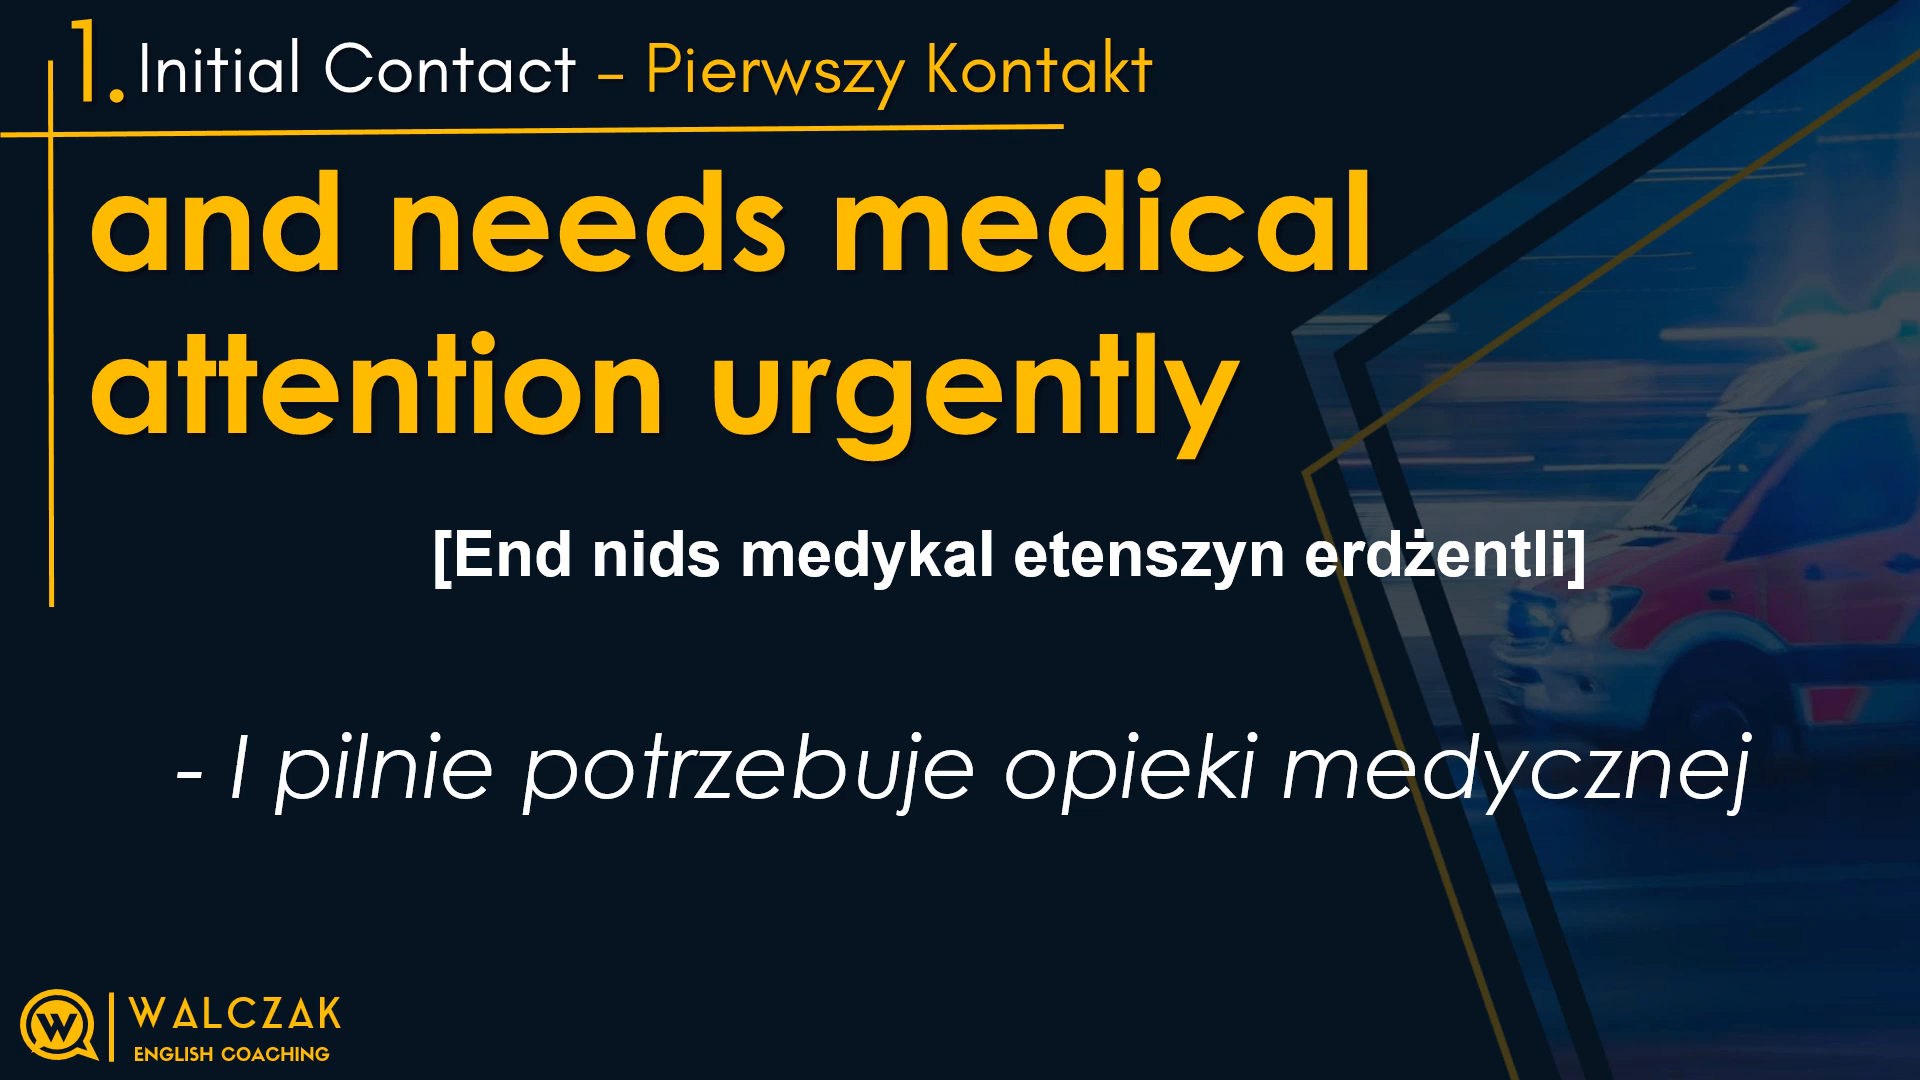 1. Initial Contact – Pierwszy Kontakt
and needs medical
attention urgently
[End nids medykal etenszyn erdżentli]
- I pilnie potrzebuje opieki medycznej
W
WALCZAK
ENGLISH COACHING